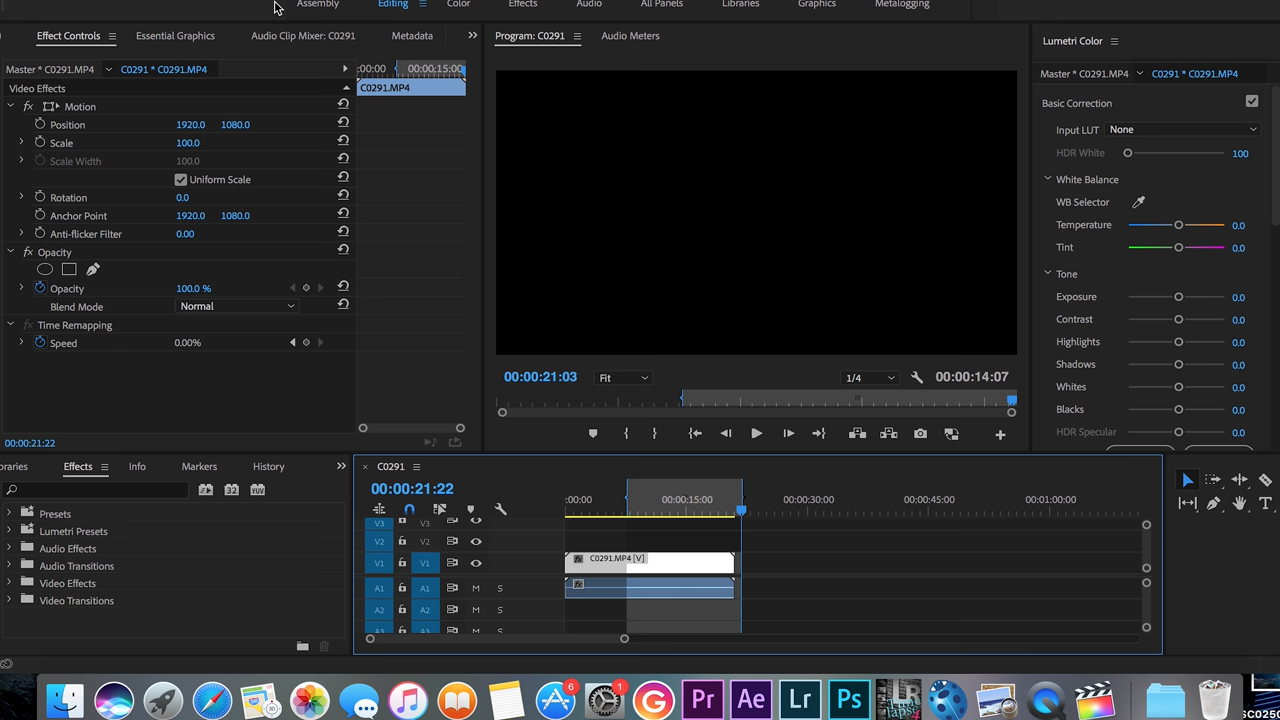 Assembly Editing Color Effects Audio All Panels Libraries Graphics Metalogging
Effect Controls Essential Graphics Audio Clip Mixer: C0291 Metadata
Program: C0291 Audio Meters
Lumetri Color
Master * C0291.MP4 C0291 * C0291.MP4 :00:00 00:00:15:00
Video Effects C0291.MP4
Motion
Position 1920.0 1080.0
Scale 100.0
Scale Width 100.0
Uniform Scale
Rotation 0.0
Anchor Point 1920.0 1080.0
Anti-flicker Filter 0.00
Opacity
Opacity 100.0 %
Blend Mode Normal
Time Remapping
Speed 0.00%
00:00:21:22
00:00:21:03 Fit 1/4 00:00:14:07
Master * C0291.MP4 C0291 * C0291.MP4
Basic Correction
Input LUT None
HDR White 100
White Balance
WB Selector
Temperature 0.0
Tint 0.0
Tone
Exposure 0.0
Contrast 0.0
Highlights 0.0
Shadows 0.0
Whites 0.0
Blacks 0.0
HDR Specular 0.0
raries Effects Info Markers History
32 YUV
Presets
Lumetri Presets
Audio Effects
Audio Transitions
Video Effects
Video Transitions
C0291
00:00:21:22 :00:00 00:00:15:00 00:00:30:00 00:00:45:00 00:01:00:00
V3 V3
V2 V2
V1 V1 C0291.MP4 [V]
A1 A1 M S
A2 A2 M S
A3 A3 M S
6 1 Pr Ae Lr Ps LR